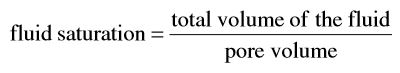 fluid saturation = total volume of the fluid
pore volume